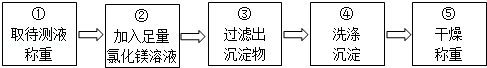 ①
取待测液
称重
②
加入足量
氯化镁溶液
③
过滤出
沉淀物
④
洗涤
沉淀
⑤
干燥
称重